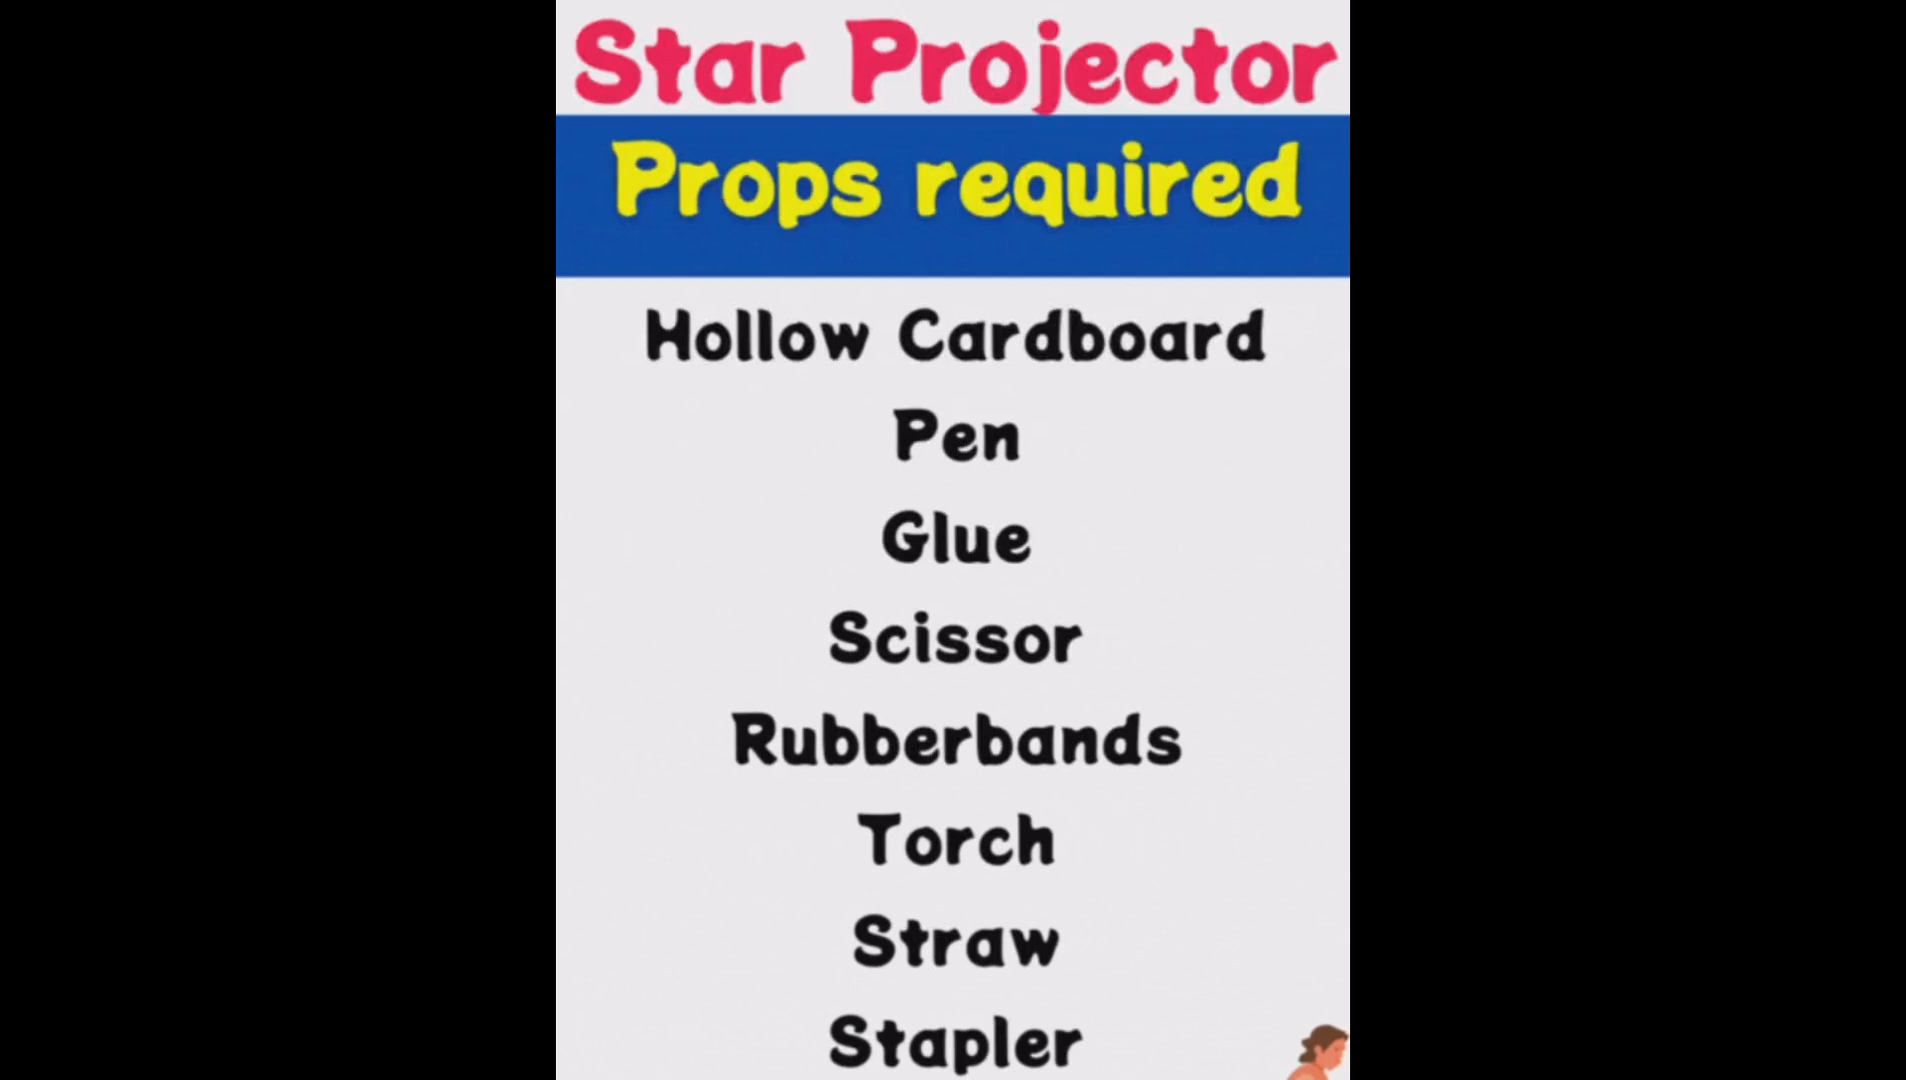 Star Projector
Props required
Hollow Cardboard
Pen
Glue
Scissor
Rubberbands
Torch
Straw
Stapler